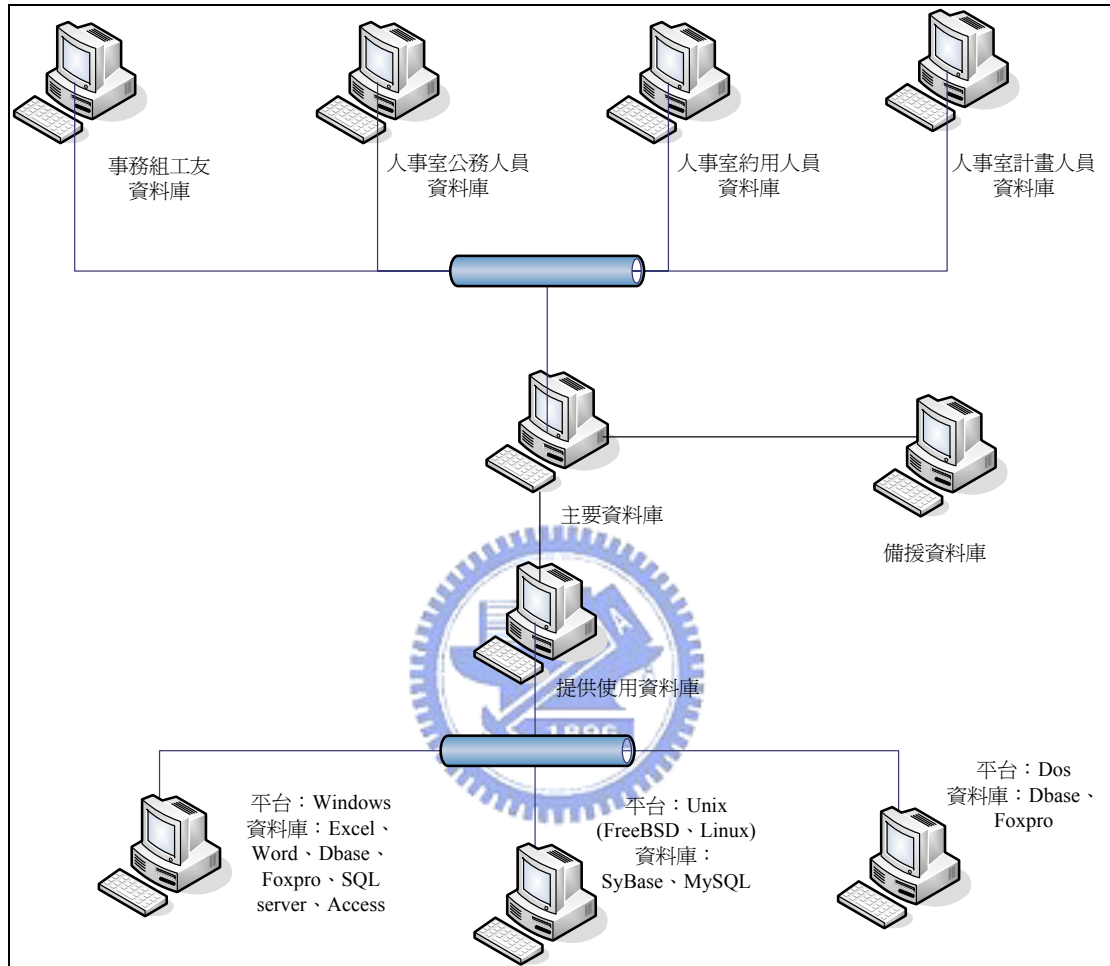 事務組工友
資料庫
人事室公務人員
資料庫
人事室約用人員
資料庫
人事室計畫人員
資料庫
主要資料庫
備援資料庫
提供使用資料庫
1896
平台：Windows
資料庫：Excel、
Word、Dbase、
Foxpro、SQL
server、Access
平台：Unix
(FreeBSD、Linux)
資料庫：
SyBase、MySQL
平台：Dos
資料庫：Dbase、
Foxpro